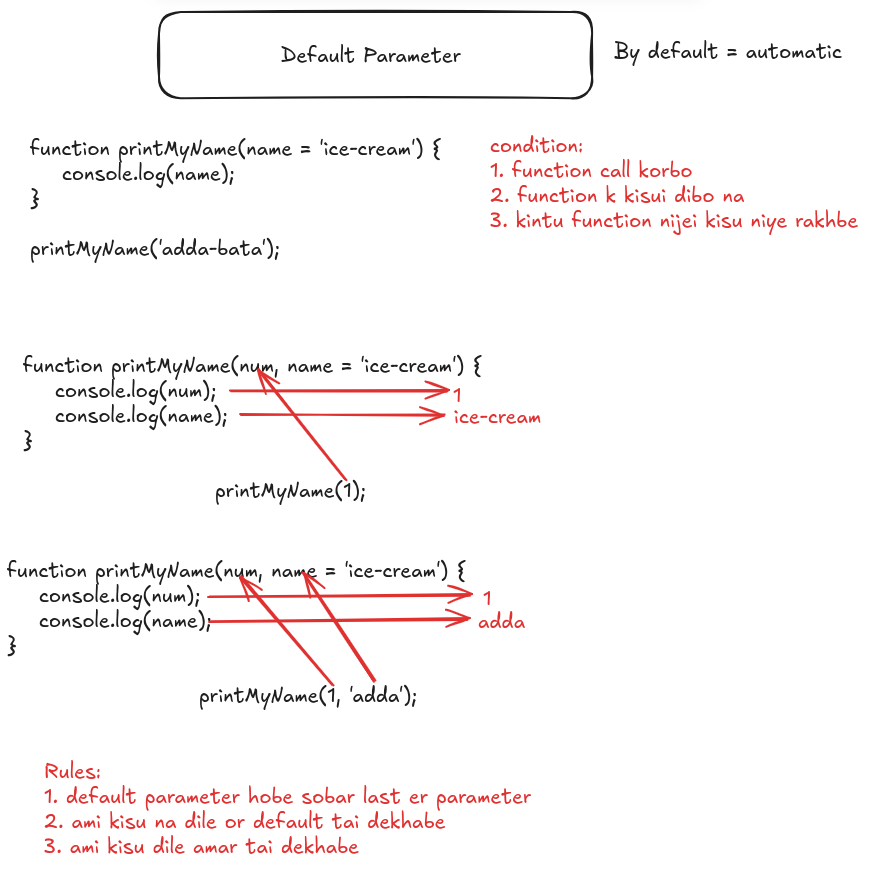 Default Parameter
By default = automatic
function printMyName(name = 'ice-cream') {
console.log(name);
}
printMyName('adda-bata');
condition:
1. function call korbo
2. function k kisui dibo na
3. kintu function nijei kisu niye rakhbe
function printMyName(num, name = 'ice-cream') {
console.log(num);
1
console.log(name);
ice-cream
}
printMyName(1);
function printMyName(num, name = 'ice-cream') {
console.log(num);
1
console.log(name);
adda
}
printMyName(1, 'adda');
Rules:
1. default parameter hobe sobar last er parameter
2. ami kisu na dile or default tai dekhabe
3. ami kisu dile amar tai dekhabe